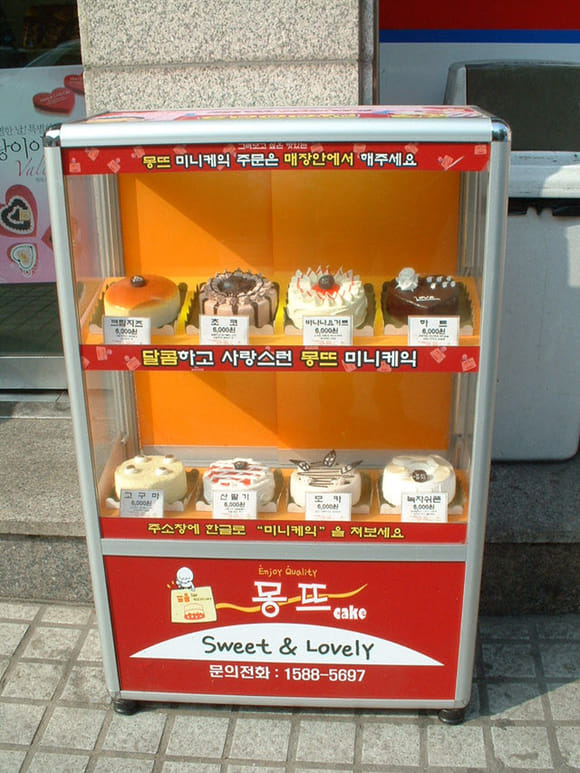 몽뜨 미니케익 주문은 매장안에서 해주세요
크림치즈
6,000원
초코
6,000원
바나나요거트
6,000원
하트
6,000원
Love
달콤하고 사랑스런 몽뜨 미니케익
고구마
6,000원
산딸기
6,000원
모카
6,000원
녹차쉬폰
6,000원
주소창에 한글로 "미니케익" 을 쳐보세요
Enjoy Quality
몽뜨 cake
Sweet & Lovely
문의전화 : 1588-5697